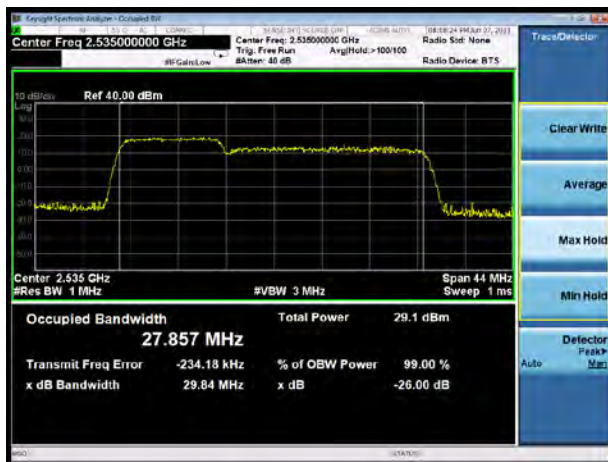 Keysight Spectrum Analyzer - Occupied BW
Center Freq 2.535000000 GHz
Center Freq: 2.535000000 GHz
Radio Std: None
Trace/Detector
Trig: Free Run
Avg|Hold:>100/100
#IFGain:Low
#Atten: 40 dB
Radio Device: BTS
10 dB/div
Ref 40.00 dBm
Log
Clear Write
Average
Max Hold
Min Hold
Center 2.535 GHz
Span 44 MHz
#Res BW 1 MHz
#VBW 3 MHz
Sweep 1 ms
Occupied Bandwidth
Total Power
29.1 dBm
27.857 MHz
Transmit Freq Error
-234.18 kHz
% of OBW Power
99.00 %
x dB Bandwidth
29.84 MHz
x dB
-26.00 dB
Detector
Peak
Auto
Man
MSG
STATUS